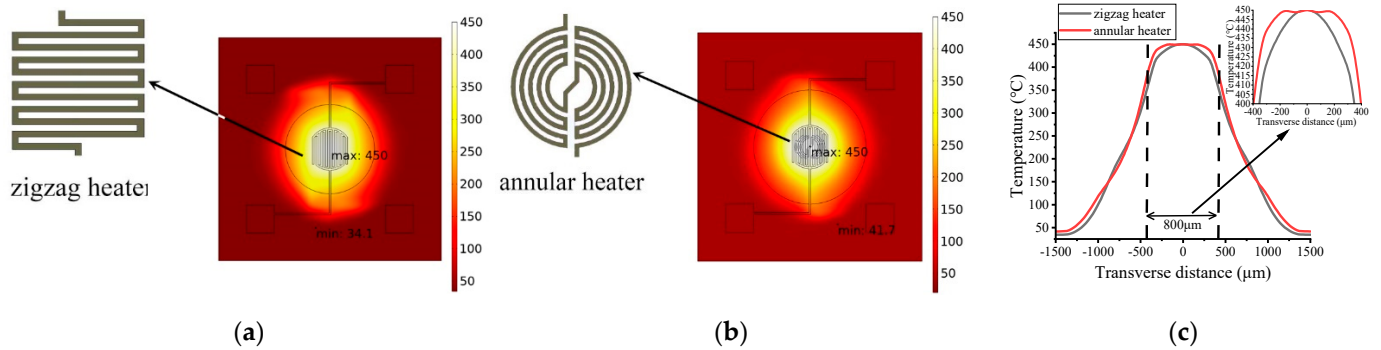 zigzag heater
max: 450
min: 34.1
450
400
350
300
250
200
150
100
50
(a)
annular heater
max: 450
min: 41.7
450
400
350
300
250
200
150
100
50
(b)
zigzag heater
annular heater
Temperature (°C)
450
400
350
300
250
200
150
100
50
-1500 -1000 -500 0 500 1000 1500
Transverse distance (μm)
800μm
Temperature (°C)
450
445
440
435
430
425
420
415
410
405
400
-400 -200 0 200 400
Transverse distance (μm)
(c)